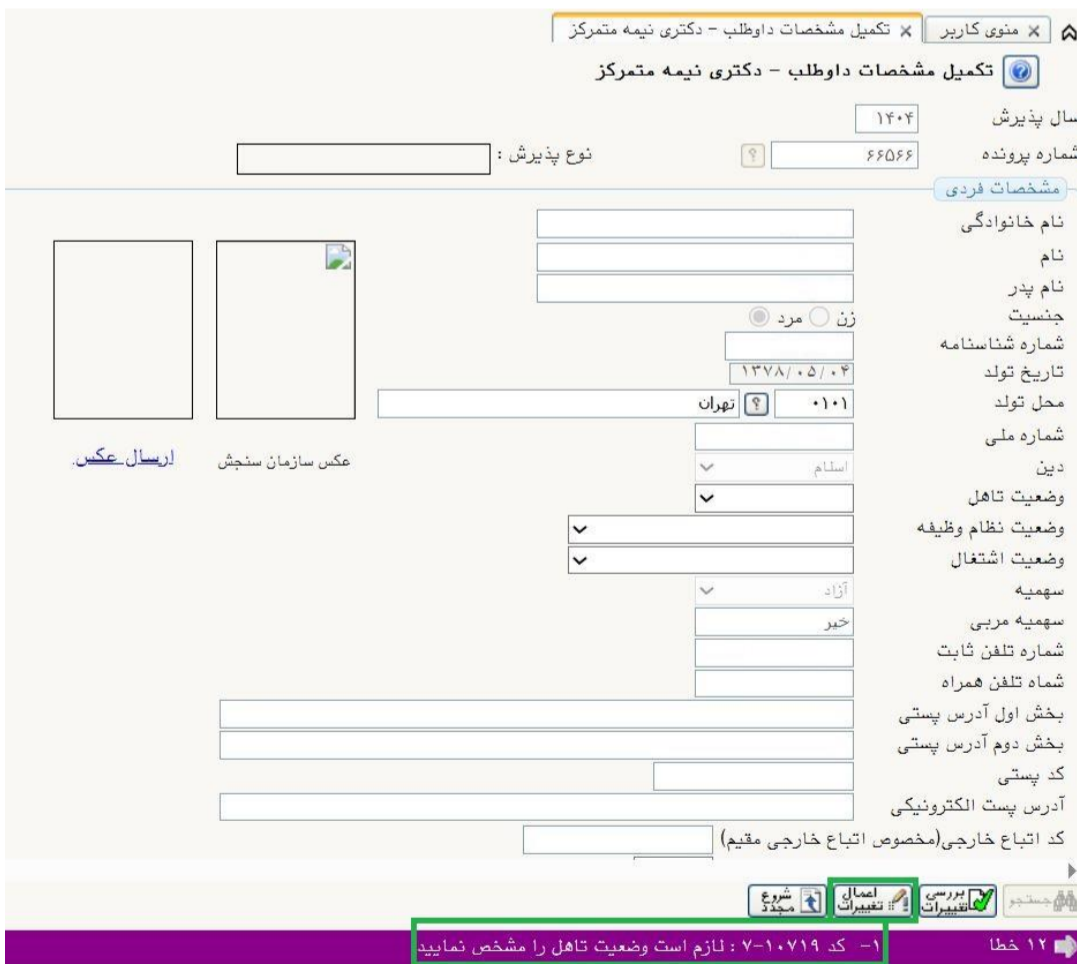 منوی کاربر تکمیل مشخصات داوطلب - دکتری نیمه متمرکز
تکمیل مشخصات داوطلب - دکتری نیمه متمرکز
سال پذیرش ۱۴۰۴
شماره پرونده ۶۶۵۶۶ ؟ نوع پذیرش :
مشخصات فردی
نام خانوادگی
نام
نام پدر
جنسیت زن مرد
شماره شناسنامه
تاریخ تولد ۱۳۷۸/۰۵/۰۴
محل تولد ۰۱۰۱ ؟ تهران
شماره ملی
عکس سازمان سنجش ارسال عکس.
دین اسلام
وضعیت تاهل
وضعیت نظام وظیفه
وضعیت اشتغال
سهمیه آزاد
سهمیه مربی خیر
شماره تلفن ثابت
شماه تلفن همراه
بخش اول آدرس پستی
بخش دوم آدرس پستی
کد پستی
آدرس پست الکترونیکی
کد اتباع خارجی(مخصوص اتباع خارجی مقیم)
جستجو بررسی تغییرات اعمال تغییرات شروع مجدد
۱۲ خطا ۱- کد ۱۰۷۱۹-۷ : لازم است وضعیت تاهل را مشخص نمایید